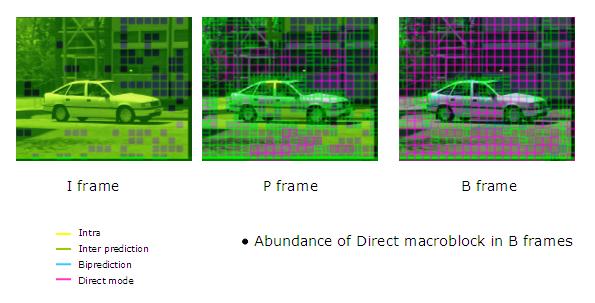 I frame
P frame
B frame
Intra
Inter prediction
Biprediction
Direct mode
• Abundance of Direct macroblock in B frames